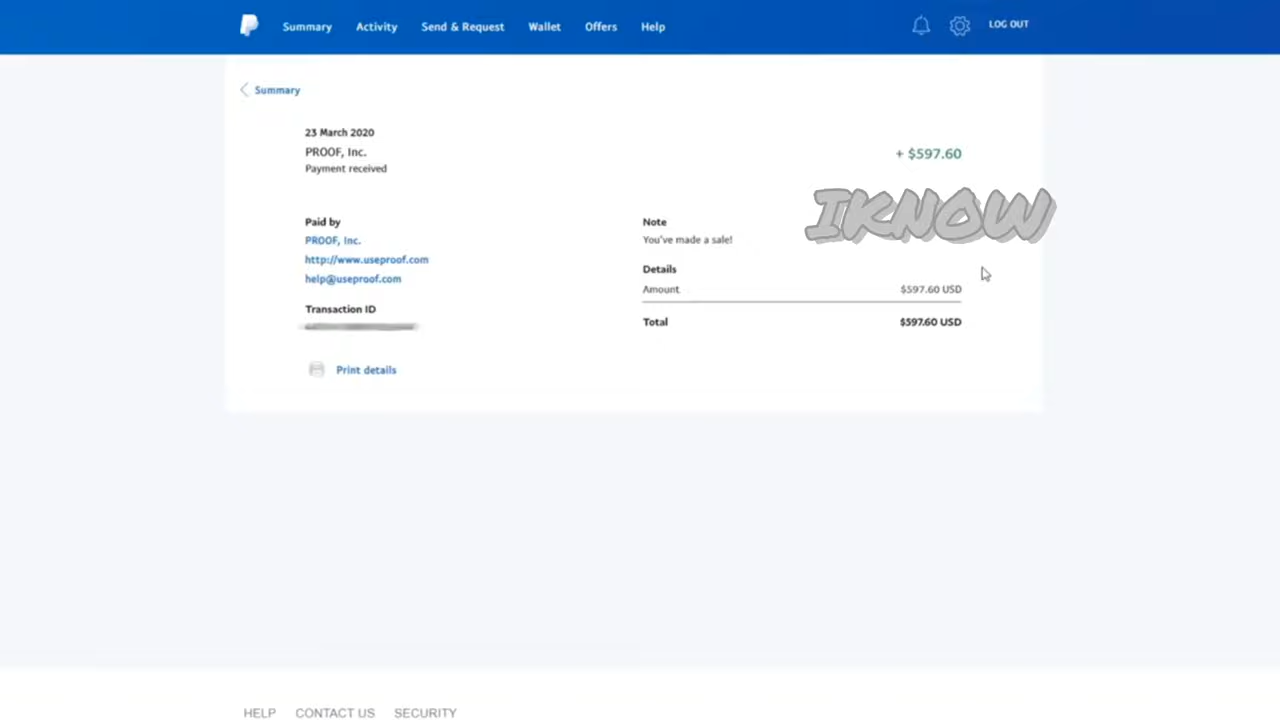 Summary Activity Send & Request Wallet Offers Help LOG OUT
Summary
23 March 2020
PROOF, Inc.
+ $597.60
Payment received
IKNOW
Paid by
PROOF, Inc.
http://www.useproof.com
help@useproof.com
Transaction ID
Print details
Note
You've made a sale!
Details
Amount $597.60 USD
Total $597.60 USD
HELP CONTACT US SECURITY